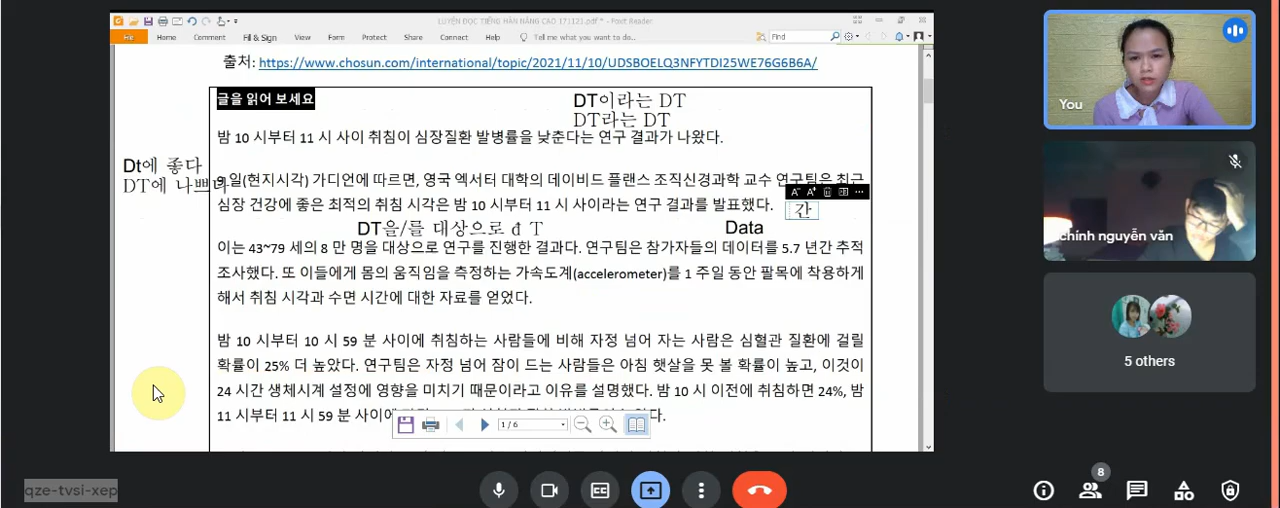 LUYỆN ĐỌC TIẾNG HÀN NÂNG CAO 171121.pdf * - Foxit Reader
File Home Comment Fill & Sign View Form Protect Share Connect Help Tell me what you want to do.. Find
출처: https://www.chosun.com/international/topic/2021/11/10/UDSBOELQ3NFYTDI25WE76G6B6A/
글을 읽어 보세요
DT이라는 DT
DT라는 DT
밤 10 시부터 11 시 사이 취침이 심장질환 발병률을 낮춘다는 연구 결과가 나왔다.
Dt에 좋다
DT에 나쁘다
9 일(현지시각) 가디언에 따르면, 영국 엑서터 대학의 데이비드 플랜스 조직신경과학 교수 연구팀은 최근
심장 건강에 좋은 최적의 취침 시각은 밤 10 시부터 11 시 사이라는 연구 결과를 발표했다.
간
DT을/를 대상으로 đ T
Data
이는 43~79 세의 8 만 명을 대상으로 연구를 진행한 결과다. 연구팀은 참가자들의 데이터를 5.7 년간 추적
조사했다. 또 이들에게 몸의 움직임을 측정하는 가속도계(accelerometer)를 1 주일 동안 팔목에 착용하게
해서 취침 시각과 수면 시간에 대한 자료를 얻었다.
밤 10 시부터 10 시 59 분 사이에 취침하는 사람들에 비해 자정 넘어 자는 사람은 심혈관 질환에 걸릴
확률이 25% 더 높았다. 연구팀은 자정 넘어 잠이 드는 사람들은 아침 햇살을 못 볼 확률이 높고, 이것이
24 시간 생체시계 설정에 영향을 미치기 때문이라고 이유를 설명했다. 밤 10 시 이전에 취침하면 24%, 밤
11 시부터 11 시 59 분 사이에
1 / 6
You
chính nguyễn văn
5 others
qze-tvsi-xep
8